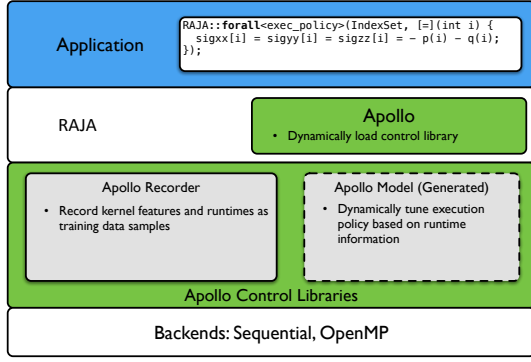 Application
RAJA::forall<exec_policy>(IndexSet, [=](int i) {
sigxx[i] = sigyy[i] = sigzz[i] = – p(i) – q(i);
});
RAJA
Apollo
• Dynamically load control library
Apollo Recorder
• Record kernel features and runtimes as
training data samples
Apollo Model (Generated)
• Dynamically tune execution
policy based on runtime
information
Apollo Control Libraries
Backends: Sequential, OpenMP